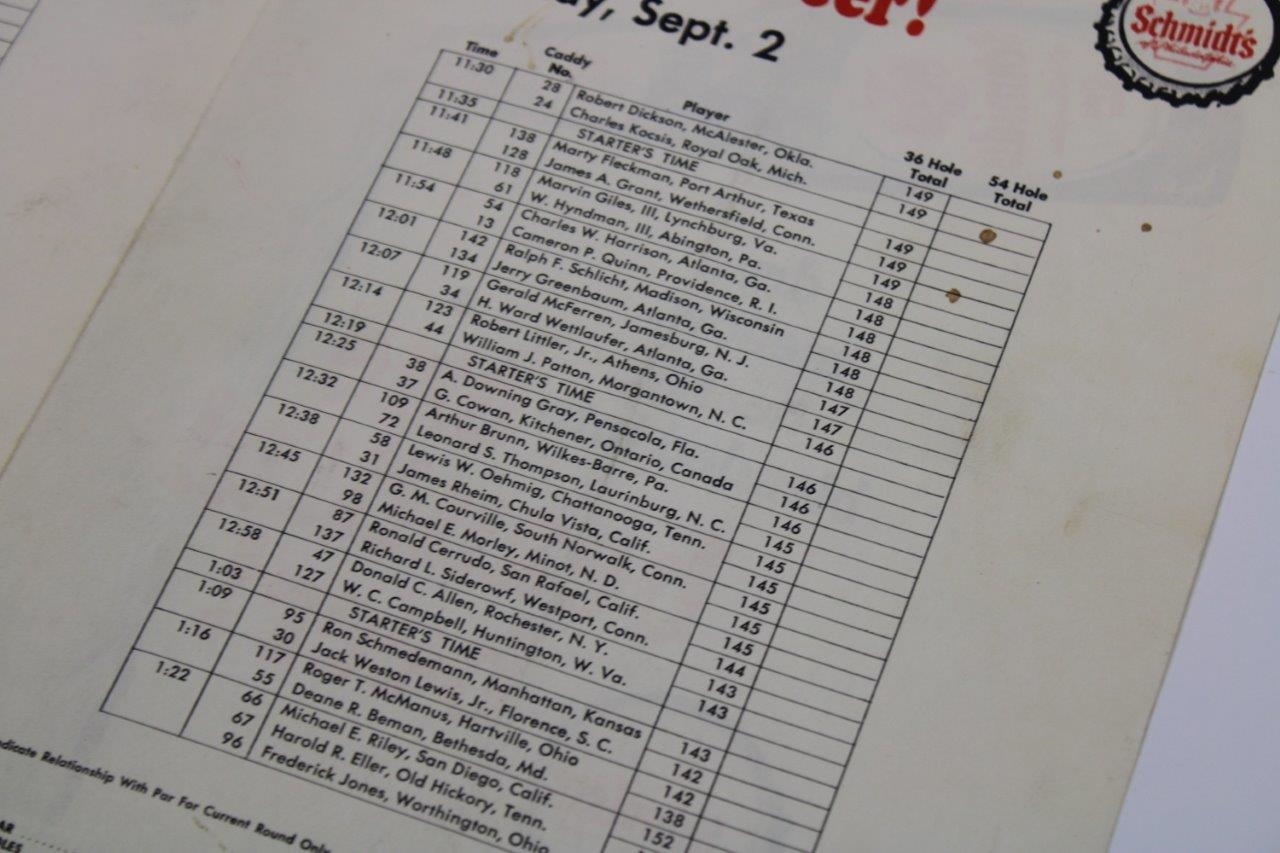 eer!
ay, Sept. 2
Schmidt's
of Philadelphia
Time Caddy No. Player 36 Hole Total 54 Hole Total
11:30 28 Robert Dickson, McAlester, Okla. 149
24 Charles Kocsis, Royal Oak, Mich. 149
11:35 STARTER'S TIME
11:41 138 Marty Fleckman, Port Arthur, Texas 149
128 James A. Grant, Wethersfield, Conn. 149
11:48 118 Marvin Giles, III, Lynchburg, Va. 149
61 W. Hyndman, III, Abington, Pa. 148
11:54 54 Charles W. Harrison, Atlanta, Ga. 148
13 Cameron P. Quinn, Providence, R. I. 148
12:01 142 Ralph F. Schlicht, Madison, Wisconsin 148
134 Jerry Greenbaum, Atlanta, Ga. 148
12:07 119 Gerald McFerren, Jamesburg, N. J. 148
34 H. Ward Wettlaufer, Atlanta, Ga. 147
12:14 123 Robert Littler, Jr., Athens, Ohio 147
44 William J. Patton, Morgantown, N. C. 146
12:19 STARTER'S TIME
12:25 38 A. Downing Gray, Pensacola, Fla. 146
37 G. Cowan, Kitchener, Ontario, Canada 146
12:32 109 Arthur Brunn, Wilkes-Barre, Pa. 146
72 Leonard S. Thompson, Laurinburg, N. C. 145
12:38 58 Lewis W. Oehmig, Chattanooga, Tenn. 145
31 James Rheim, Chula Vista, Calif. 145
12:45 132 G. M. Courville, South Norwalk, Conn. 145
98 Michael E. Morley, Minot, N. D. 145
12:51 87 Ronald Cerrudo, San Rafael, Calif. 145
137 Richard L. Siderowf, Westport, Conn. 144
12:58 47 Donald C. Allen, Rochester, N. Y. 143
127 W. C. Campbell, Huntington, W. Va. 143
1:03 STARTER'S TIME
1:09 95 Ron Schmedemann, Manhattan, Kansas 143
30 Jack Weston Lewis, Jr., Florence, S. C. 142
1:16 117 Roger T. McManus, Hartville, Ohio 142
55 Deane R. Beman, Bethesda, Md. 138
1:22 66 Michael E. Riley, San Diego, Calif. 152
67 Harold R. Eller, Old Hickory, Tenn.
96 Frederick Jones, Worthington, Ohio
dicate Relationship With Par For Current Round Only
AR
OLES